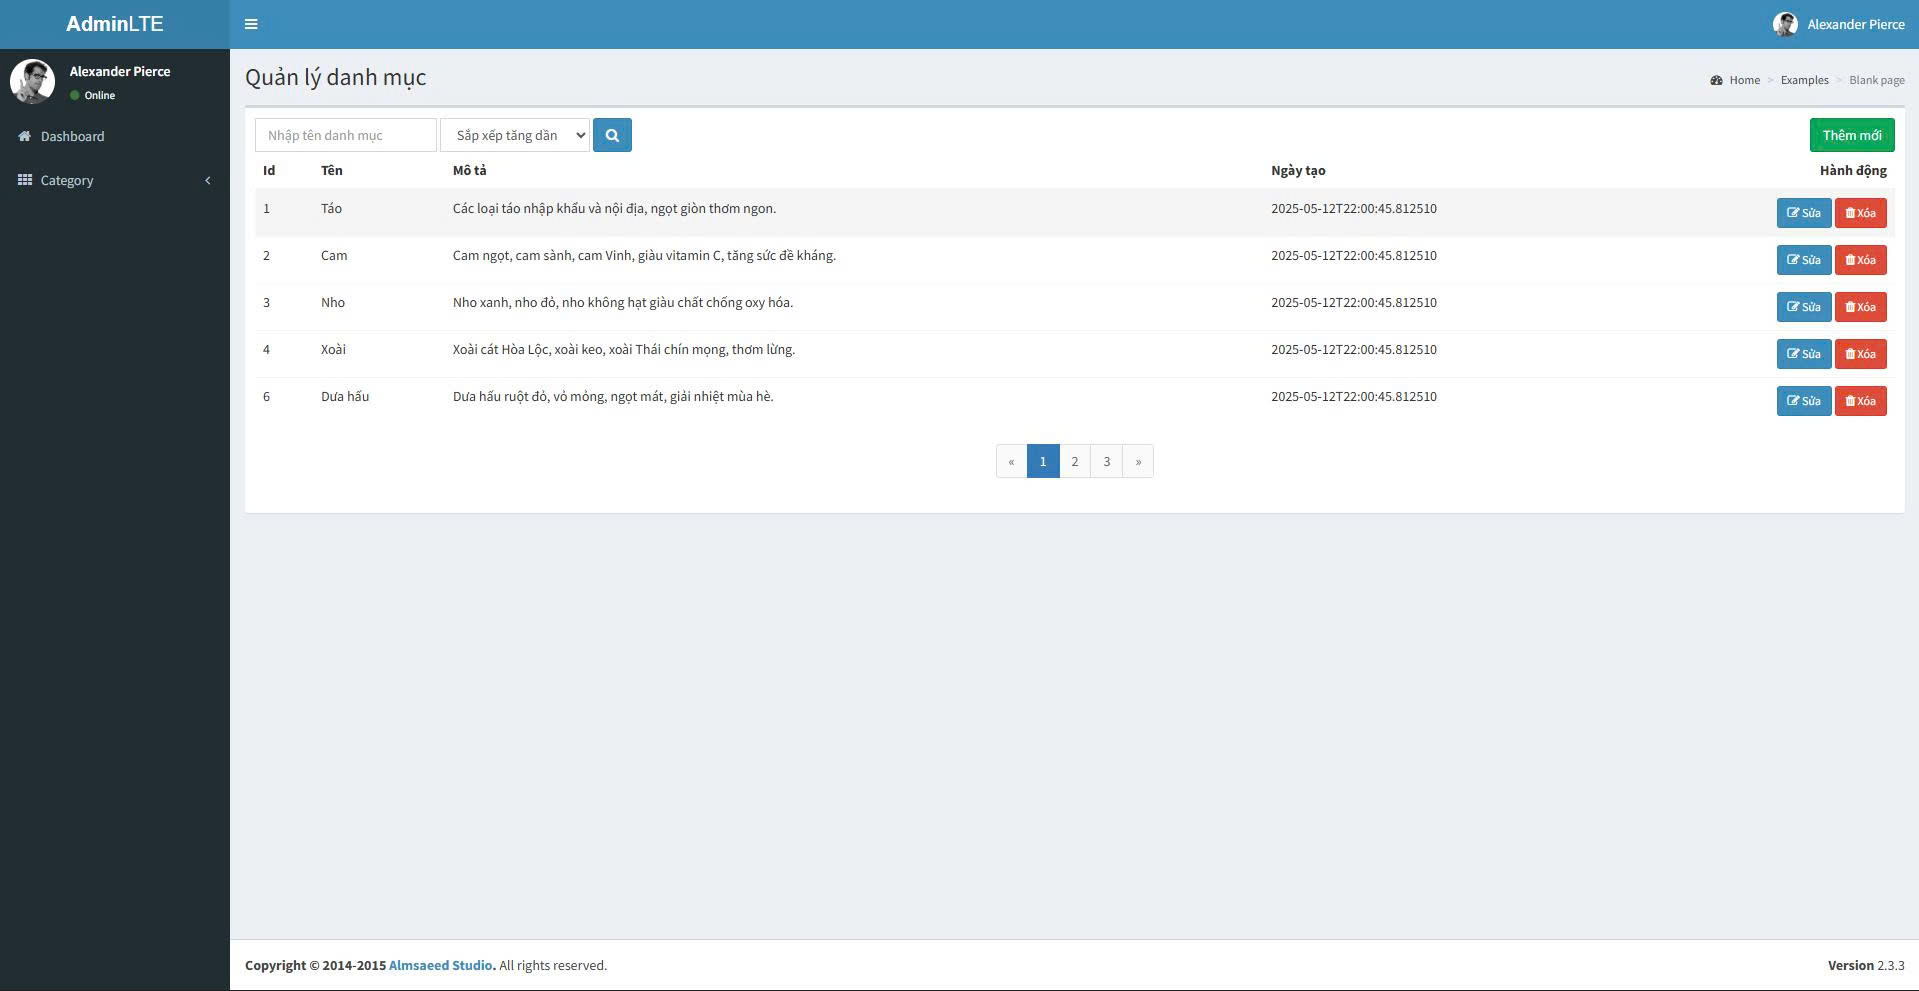 AdminLTE
Alexander Pierce
Alexander Pierce
Online
Dashboard
Category
Quản lý danh mục
Home > Examples > Blank page
Nhập tên danh mục Sắp xếp tăng dần Thêm mới
Id Tên Mô tả Ngày tạo Hành động
1 Táo Các loại táo nhập khẩu và nội địa, ngọt giòn thơm ngon. 2025-05-12T22:00:45.812510 Sửa Xóa
2 Cam Cam ngọt, cam sành, cam Vinh, giàu vitamin C, tăng sức đề kháng. 2025-05-12T22:00:45.812510 Sửa Xóa
3 Nho Nho xanh, nho đỏ, nho không hạt giàu chất chống oxy hóa. 2025-05-12T22:00:45.812510 Sửa Xóa
4 Xoài Xoài cát Hòa Lộc, xoài keo, xoài Thái chín mọng, thơm lừng. 2025-05-12T22:00:45.812510 Sửa Xóa
6 Dưa hấu Dưa hấu ruột đỏ, vỏ mỏng, ngọt mát, giải nhiệt mùa hè. 2025-05-12T22:00:45.812510 Sửa Xóa
« 1 2 3 »
Copyright © 2014-2015 Almsaeed Studio. All rights reserved. Version 2.3.3